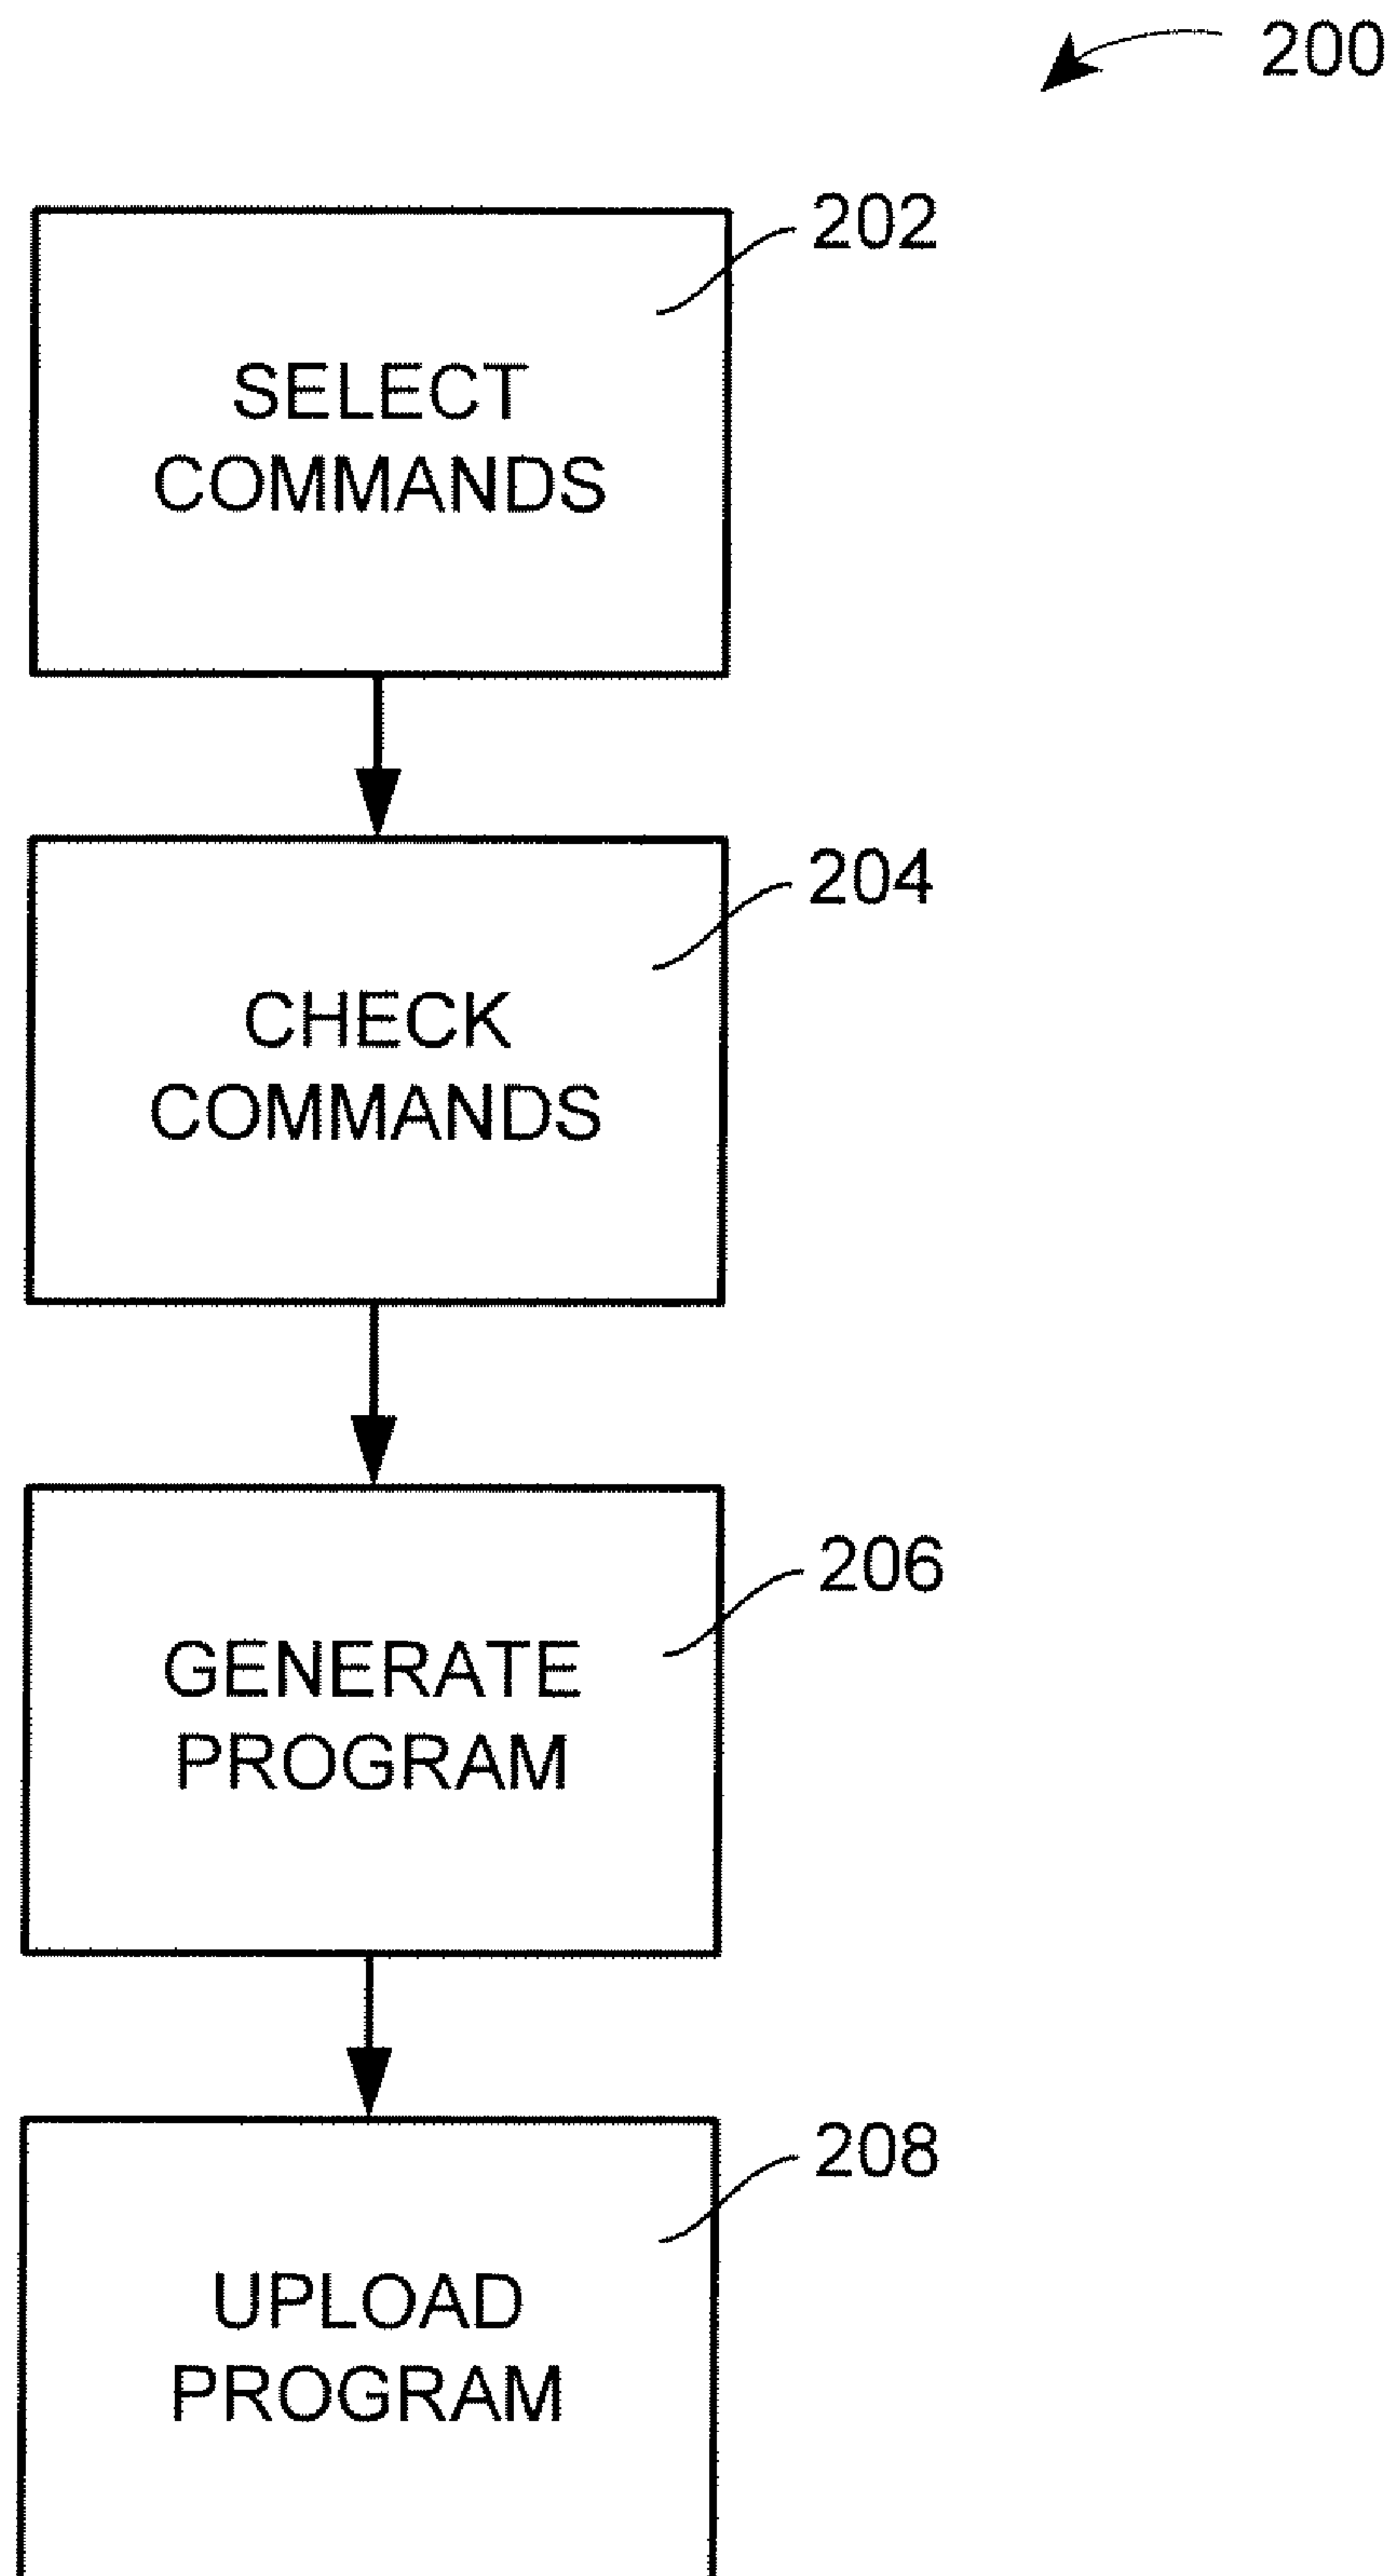 200
202
SELECT
COMMANDS
204
CHECK
COMMANDS
206
GENERATE
PROGRAM
208
UPLOAD
PROGRAM